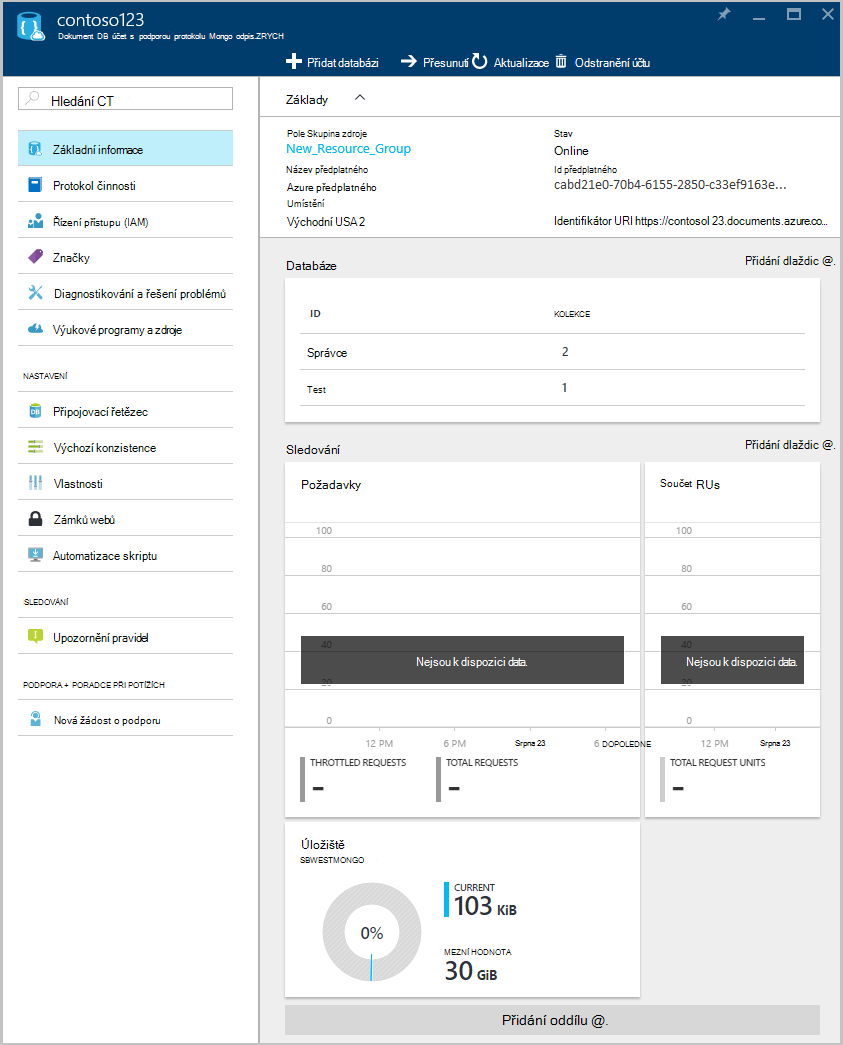 contoso123
Dokument DB účet s podporou protokolu Mongo odpis.ZRYCH
Přidat databázi Přesunutí Aktualizace Odstranění účtu
Hledání CT
Základní informace
Protokol činnosti
Řízení přístupu (IAM)
Značky
Diagnostikování a řešení problémů
Výukové programy a zdroje
NASTAVENÍ
Připojovací řetězec
Výchozí konzistence
Vlastnosti
Zámků webů
Automatizace skriptu
SLEDOVÁNÍ
Upozornění pravidel
PODPORA + PORADCE PŘI POTÍŽÍCH
Nová žádost o podporu
Základy
Pole Skupina zdroje
New_Resource_Group
Název předplatného
Azure předplatného
Umístění
Východní USA 2
Stav
Online
Id předplatného
cabd21e0-70b4-6155-2850-c33ef9163e...
Identifikátor URI https://contosol 23.documents.azure.co...
Databáze Přidání dlaždic @.
ID KOLEKCE
Správce 2
Test 1
Sledování Přidání dlaždic @.
Požadavky
100
80
60
40
Nejsou k dispozici data.
20
0
12 PM 6 PM Srpna 23 6 DOPOLEDNE
THROTTLED REQUESTS TOTAL REQUESTS
– –
Součet RUs
100
80
60
40
Nejsou k dispozici data.
20
0
12 PM Srpna 23
TOTAL REQUEST UNITS
–
Úložiště
SBWESTMONGO
0%
CURRENT
103 KiB
MEZNÍ HODNOTA
30 GiB
Přidání oddílu @.